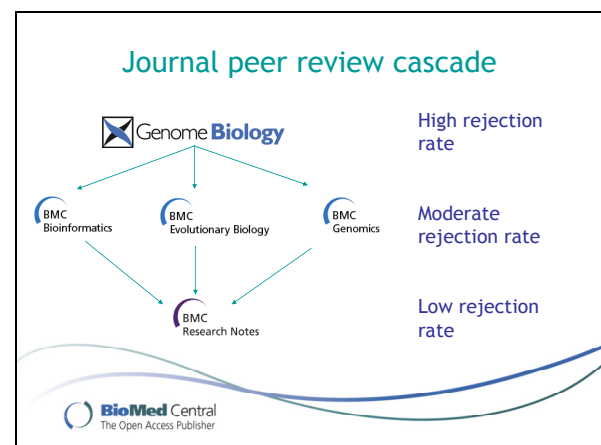 Journal peer review cascade
Genome Biology
High rejection
rate
BMC
Bioinformatics
BMC
Evolutionary Biology
BMC
Genomics
Moderate
rejection rate
BMC
Research Notes
Low rejection
rate
BioMed Central
The Open Access Publisher